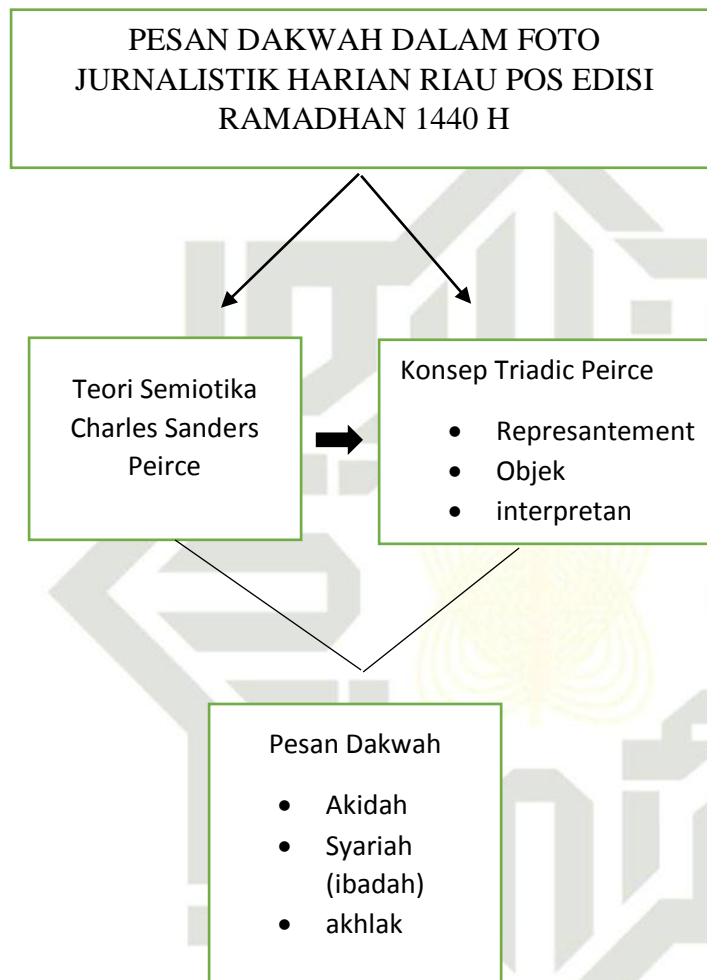 PESAN DAKWAH DALAM FOTO
JURNALISTIK HARIAN RIAU POS EDISI
RAMADHAN 1440 H
Teori Semiotika
Charles Sanders
Peirce
Konsep Triadic Peirce
• Represantement
• Objek
• interpretan
Pesan Dakwah
• Akidah
• Syariah
(ibadah)
• akhlak